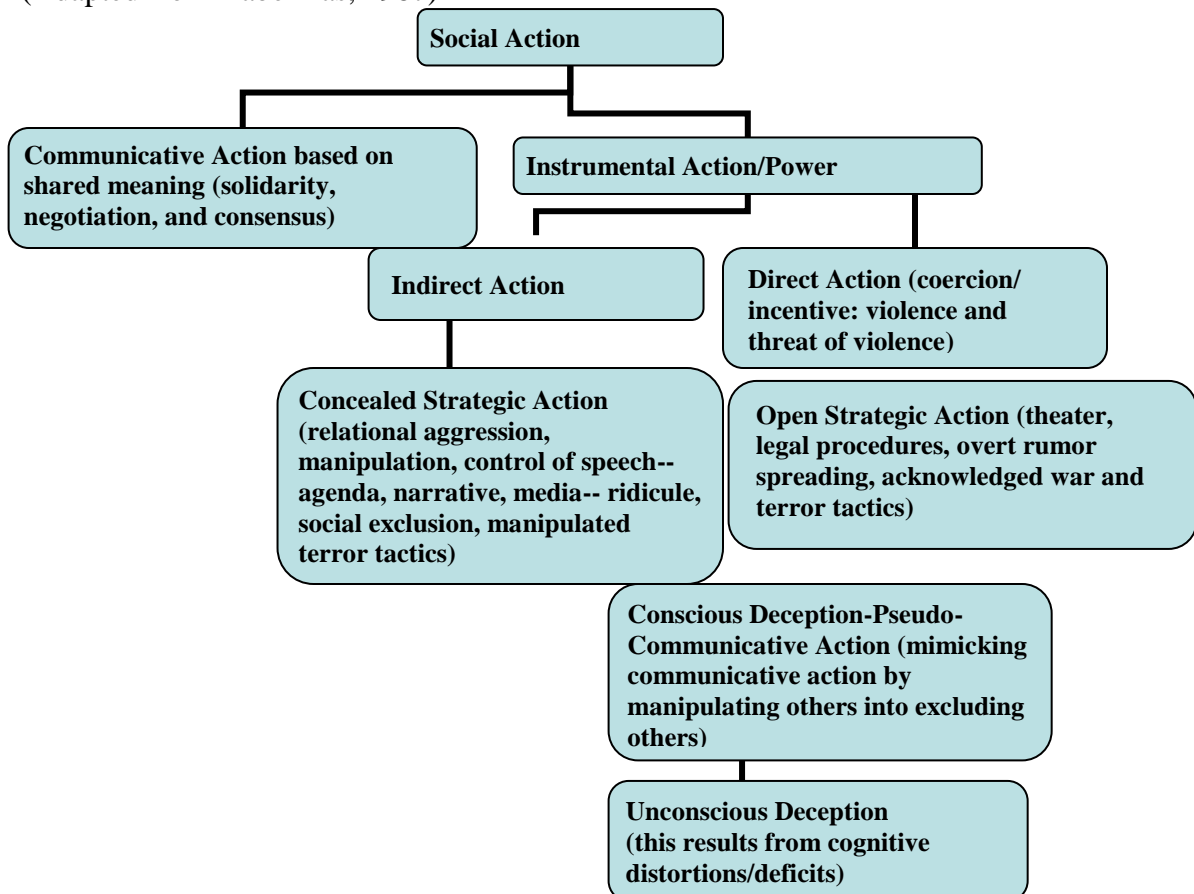 Social Action
Communicative Action based on
shared meaning (solidarity,
negotiation, and consensus)
Instrumental Action/Power
Indirect Action
Direct Action (coercion/
incentive: violence and
threat of violence)
Concealed Strategic Action
(relational aggression,
manipulation, control of speech--
agenda, narrative, media-- ridicule,
social exclusion, manipulated
terror tactics)
Open Strategic Action (theater,
legal procedures, overt rumor
spreading, acknowledged war and
terror tactics)
Conscious Deception-Pseudo-
Communicative Action (mimicking
communicative action by
manipulating others into excluding
others)
Unconscious Deception
(this results from cognitive
distortions/deficits)